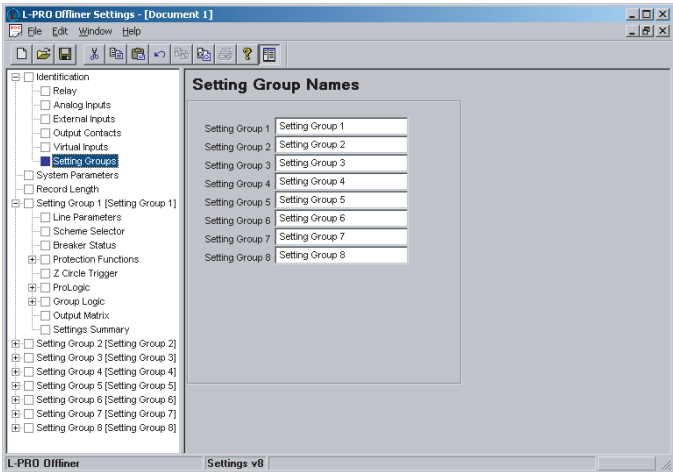 L-PRO Offliner Settings - [Document 1]
File Edit Window Help
Identification
Relay
Analog Inputs
External Inputs
Output Contacts
Virtual Inputs
Setting Groups
System Parameters
Record Length
Setting Group 1 [Setting Group 1]
Line Parameters
Scheme Selector
Breaker Status
Protection Functions
Z Circle Trigger
ProLogic
Group Logic
Output Matrix
Settings Summary
Setting Group 2 [Setting Group 2]
Setting Group 3 [Setting Group 3]
Setting Group 4 [Setting Group 4]
Setting Group 5 [Setting Group 5]
Setting Group 6 [Setting Group 6]
Setting Group 7 [Setting Group 7]
Setting Group 8 [Setting Group 8]
Setting Group Names
Setting Group 1 Setting Group 1
Setting Group 2 Setting Group 2
Setting Group 3 Setting Group 3
Setting Group 4 Setting Group 4
Setting Group 5 Setting Group 5
Setting Group 6 Setting Group 6
Setting Group 7 Setting Group 7
Setting Group 8 Setting Group 8
L-PRO Offliner Settings v8